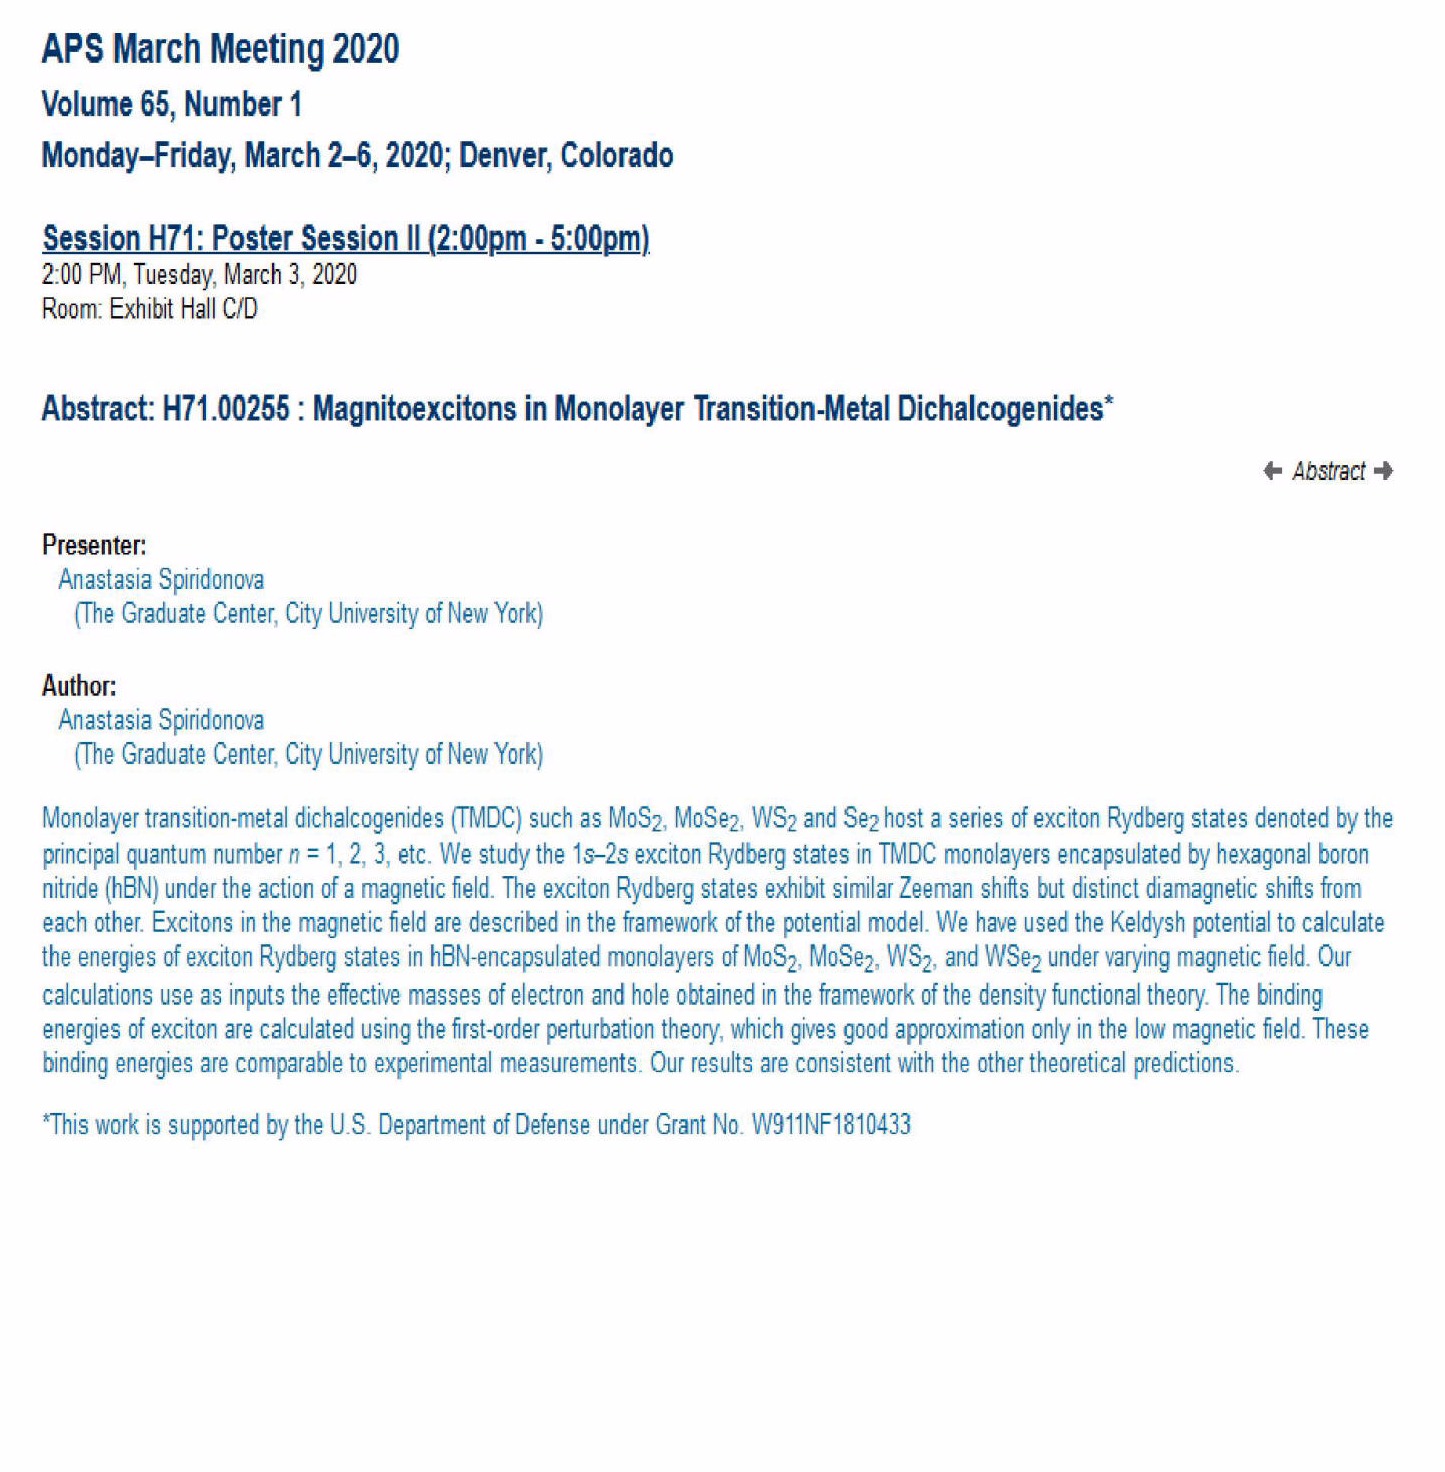 APS March Meeting 2020
Volume 65, Number 1
Monday–Friday, March 2–6, 2020; Denver, Colorado
Session H71: Poster Session II (2:00pm - 5:00pm)
2:00 PM, Tuesday, March 3, 2020
Room: Exhibit Hall C/D
Abstract: H71.00255 : Magnitoexcitons in Monolayer Transition-Metal Dichalcogenides*
← Abstract →
Presenter:
Anastasia Spiridonova
(The Graduate Center, City University of New York)
Author:
Anastasia Spiridonova
(The Graduate Center, City University of New York)
Monolayer transition-metal dichalcogenides (TMDC) such as MoS2, MoSe2, WS2 and Se2 host a series of exciton Rydberg states denoted by the
principal quantum number n = 1, 2, 3, etc. We study the 1s–2s exciton Rydberg states in TMDC monolayers encapsulated by hexagonal boron
nitride (hBN) under the action of a magnetic field. The exciton Rydberg states exhibit similar Zeeman shifts but distinct diamagnetic shifts from
each other. Excitons in the magnetic field are described in the framework of the potential model. We have used the Keldysh potential to calculate
the energies of exciton Rydberg states in hBN-encapsulated monolayers of MoS2, MoSe2, WS2, and WSe2 under varying magnetic field. Our
calculations use as inputs the effective masses of electron and hole obtained in the framework of the density functional theory. The binding
energies of exciton are calculated using the first-order perturbation theory, which gives good approximation only in the low magnetic field. These
binding energies are comparable to experimental measurements. Our results are consistent with the other theoretical predictions.
*This work is supported by the U.S. Department of Defense under Grant No. W911NF1810433